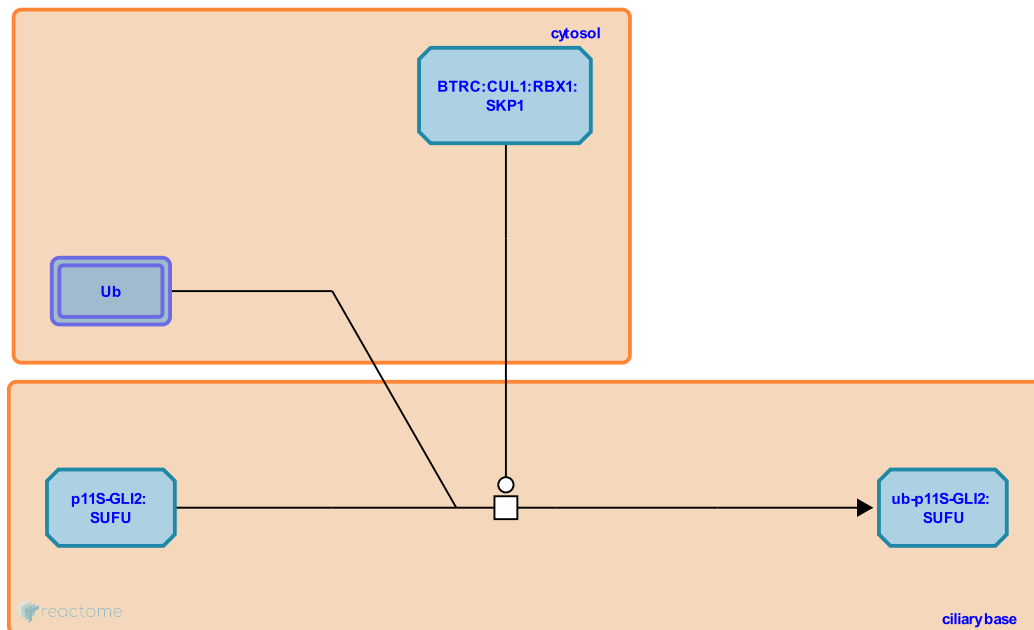 cytosol
BTRC:CUL1:RBX1:
SKP1
Ub
p11S-GLI2:
SUFU
ub-p11S-GLI2:
SUFU
reactome
ciliary base